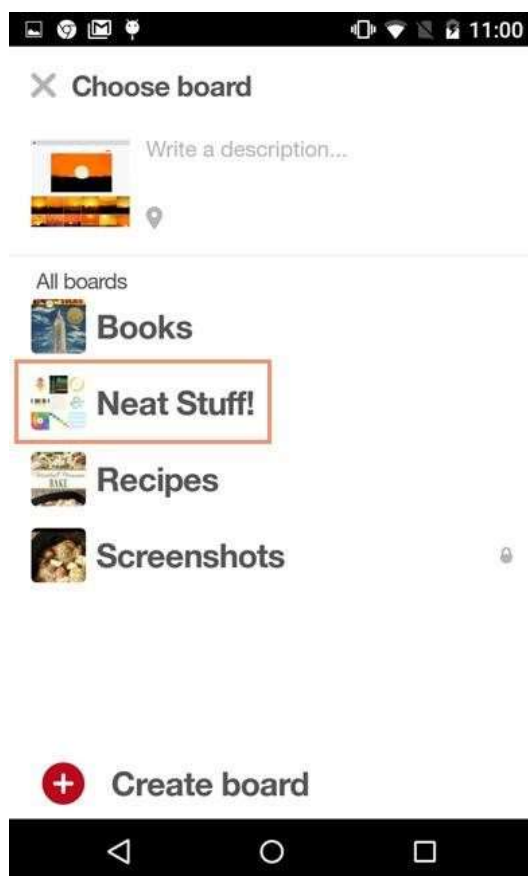 11:00
Choose board
Write a description...
All boards
Books
Neat Stuff!
Recipes
Screenshots
Create board